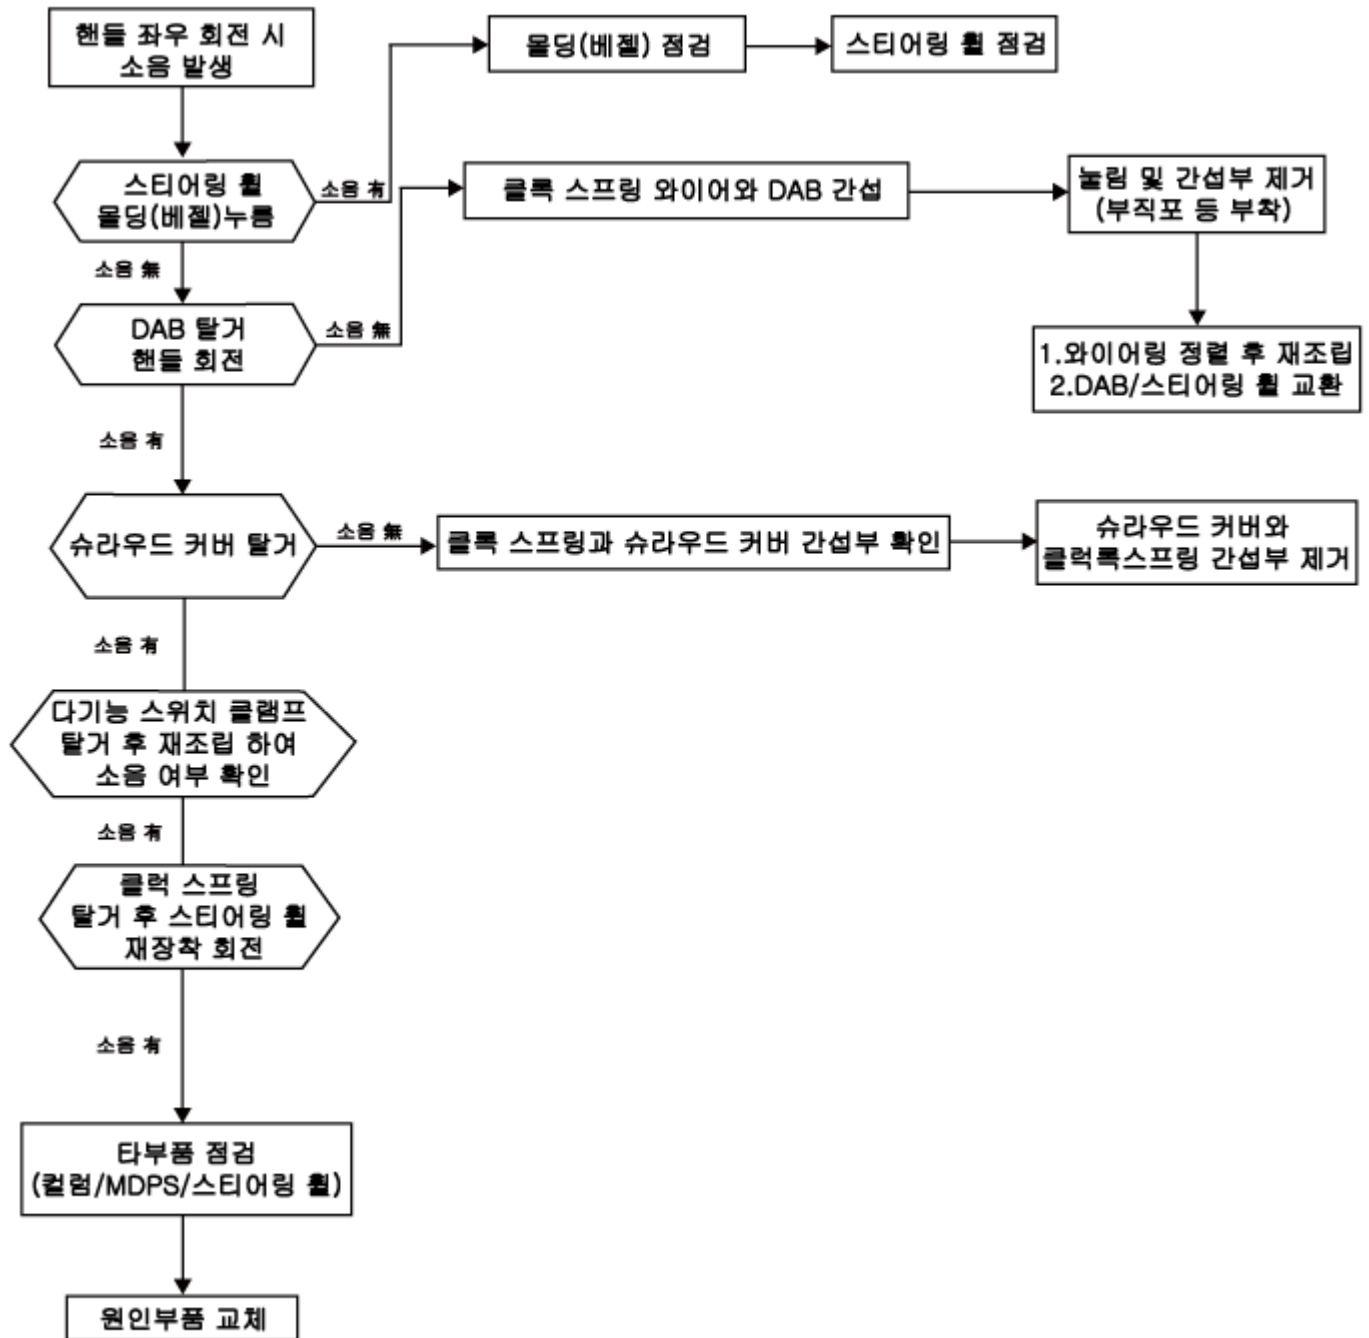 핸들 좌우 회전 시
소음 발생
몰딩(베젤) 점검
스티어링 휠 점검
스티어링 휠
몰딩(베젤)누름
소음 有
클록 스프링 와이어와 DAB 간섭
눌림 및 간섭부 제거
(부직포 등 부착)
소음 無
DAB 탈거
핸들 회전
소음 無
1.와이어링 정렬 후 재조립
2.DAB/스티어링 휠 교환
소음 有
슈라우드 커버 탈거
소음 無
클록 스프링과 슈라우드 커버 간섭부 확인
슈라우드 커버와
클럭록스프링 간섭부 제거
소음 有
다기능 스위치 클램프
탈거 후 재조립 하여
소음 여부 확인
소음 有
클럭 스프링
탈거 후 스티어링 휠
재장착 회전
소음 有
타부품 점검
(컬럼/MDPS/스티어링 휠)
원인부품 교체